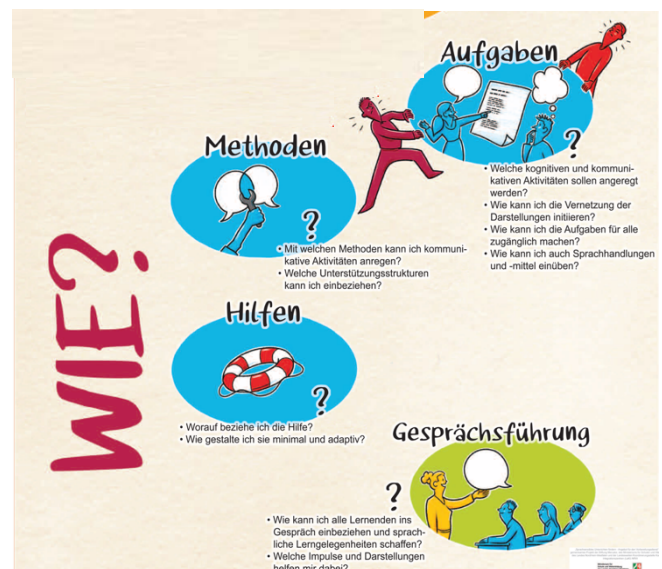 WIE?
Aufgaben
?
• Welche kognitiven und kommuni-
kativen Aktivitäten sollen angeregt
werden?
• Wie kann ich die Vernetzung der
Darstellungen initiieren?
• Wie kann ich die Aufgaben für alle
zugänglich machen?
• Wie kann ich auch Sprachhandlungen
und -mittel einüben?
Methoden
?
• Mit welchen Methoden kann ich kommuni-
kative Aktivitäten anregen?
• Welche Unterstützungsstrukturen
kann ich einbeziehen?
Hilfen
?
• Worauf beziehe ich die Hilfe?
• Wie gestalte ich sie minimal und adaptiv?
Gesprächsführung
?
• Wie kann ich alle Lernenden ins
Gespräch einbeziehen und sprach-
liche Lerngelegenheiten schaffen?
• Welche Impulse und Darstellungen
helfen mir dabei?